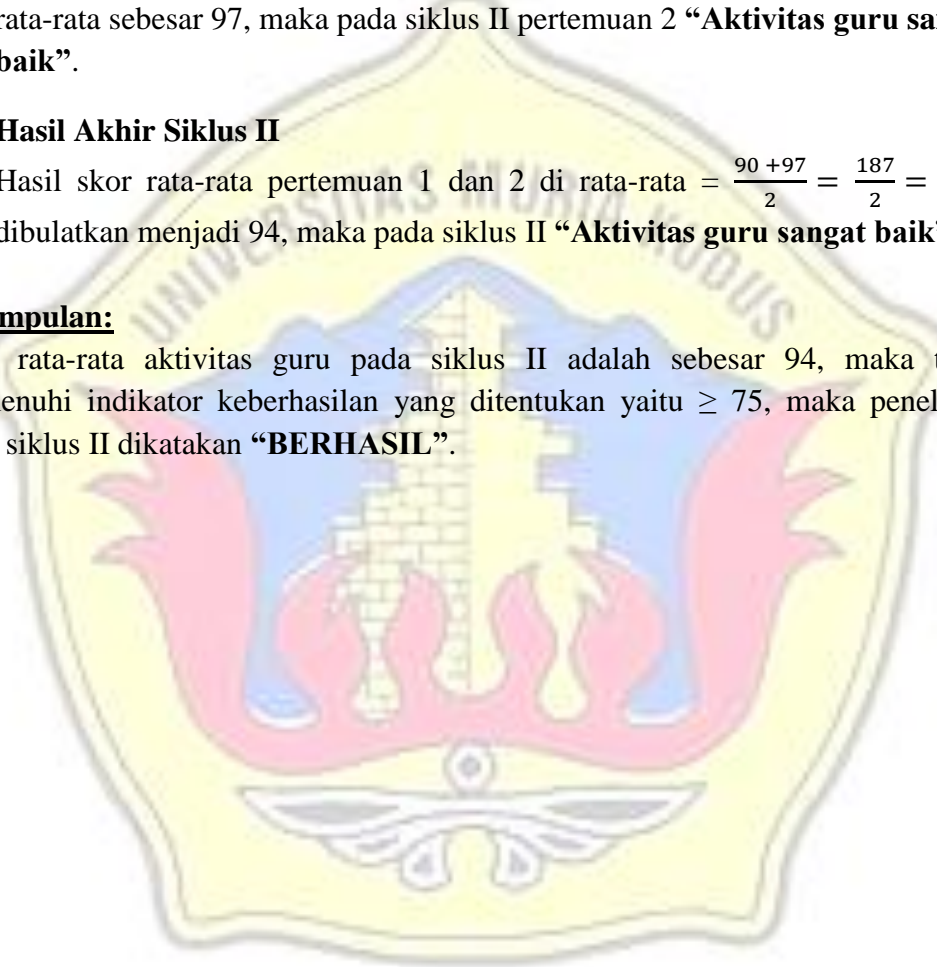 rata-rata sebesar 97, maka pada siklus II pertemuan 2 “Aktivitas guru
baik”.
Hasil Akhir Siklus II
Hasil skor rata-rata pertemuan 1 dan 2 di rata-rata = 90 +97 / 2 = 187 / 2 =
dibulatkan menjadi 94, maka pada siklus II “Aktivitas guru sangat baik”
mpulan:
rata-rata aktivitas guru pada siklus II adalah sebesar 94, maka
enuhi indikator keberhasilan yang ditentukan yaitu ≥ 75, maka penel
siklus II dikatakan “BERHASIL”.
UNIVERSITAS MURIA KUDUS